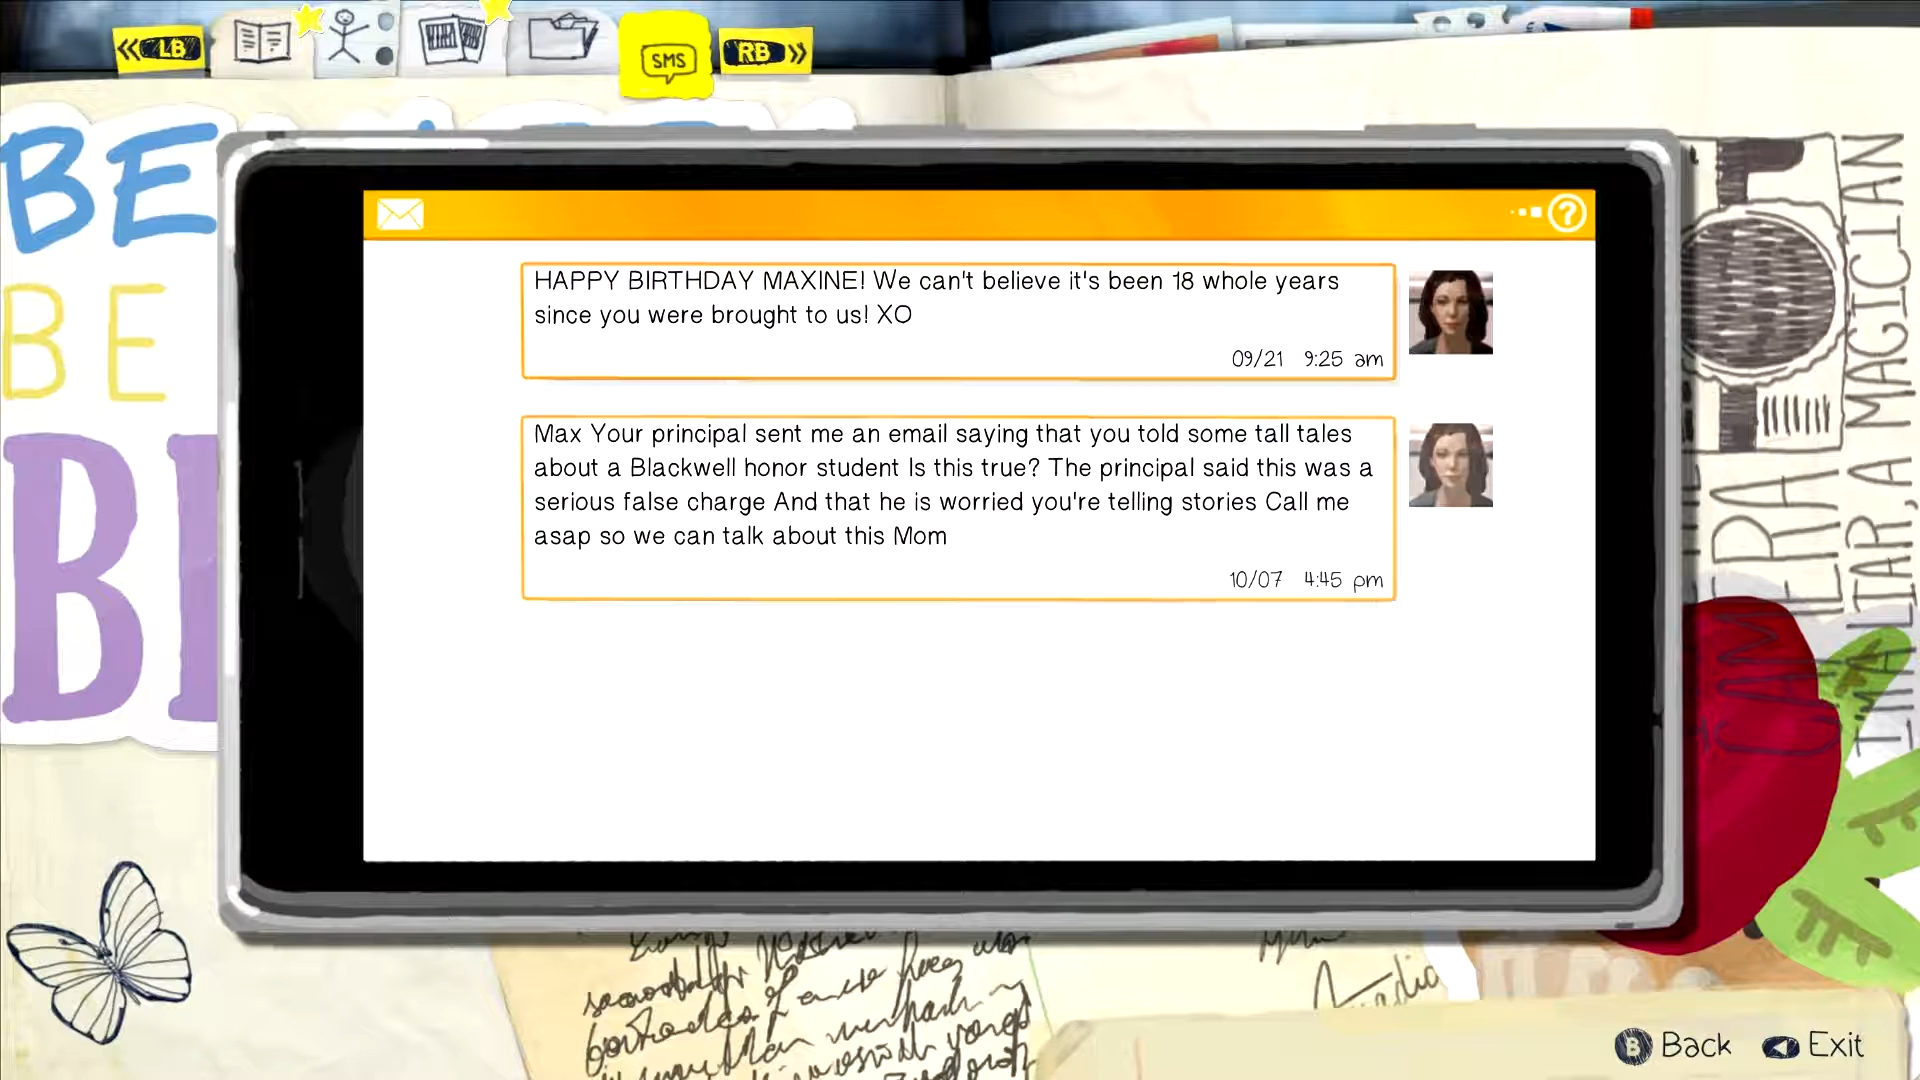 LB
SMS
RB
BE
BE
HAPPY BIRTHDAY MAXINE! We can't believe it's been 18 whole years
since you were brought to us! XO
09/21 9:25 am
Max Your principal sent me an email saying that you told some tall tales
about a Blackwell honor student Is this true? The principal said this was a
serious false charge And that he is worried you're telling stories Call me
asap so we can talk about this Mom
10/07 4:45 pm
I'M A LIAR, A MAGICIAN
B Back
Exit